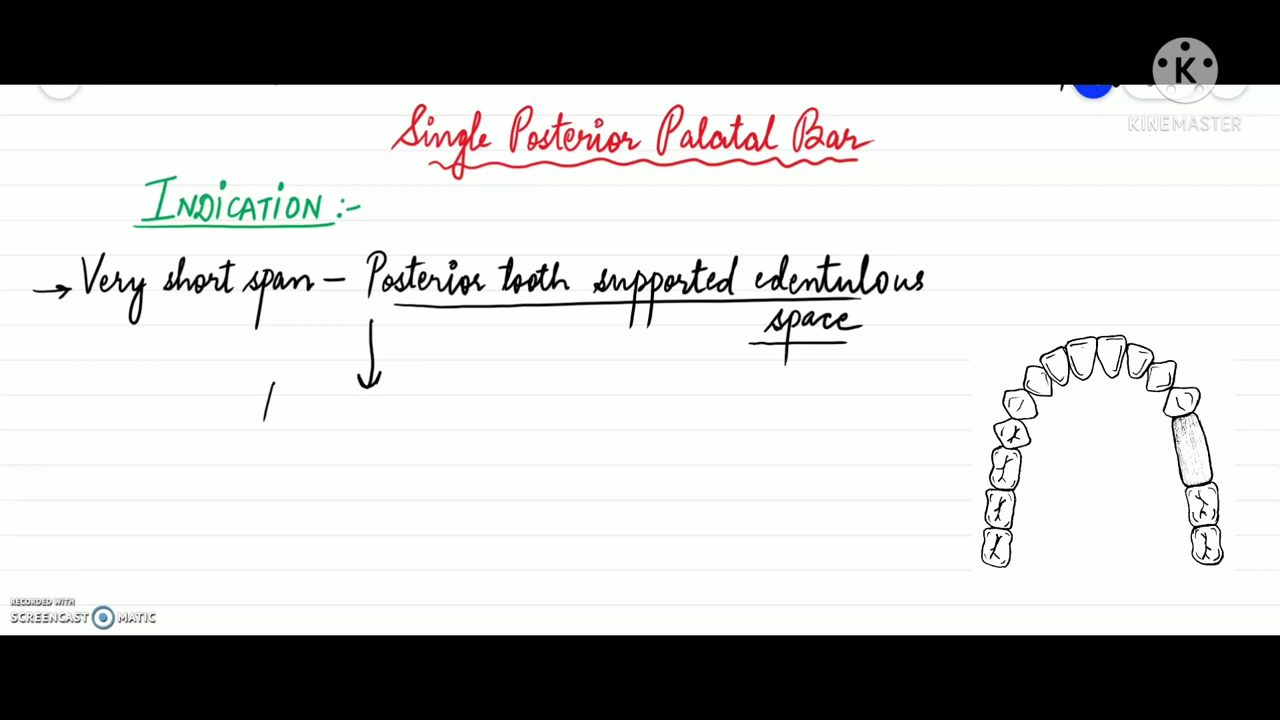 KINEMASTER
Single Posterior Palatal Bar
INDICATION :-
→ Very short span - Posterior tooth supported edentulous
space
RECORDED WITH
SCREENCAST MATIC